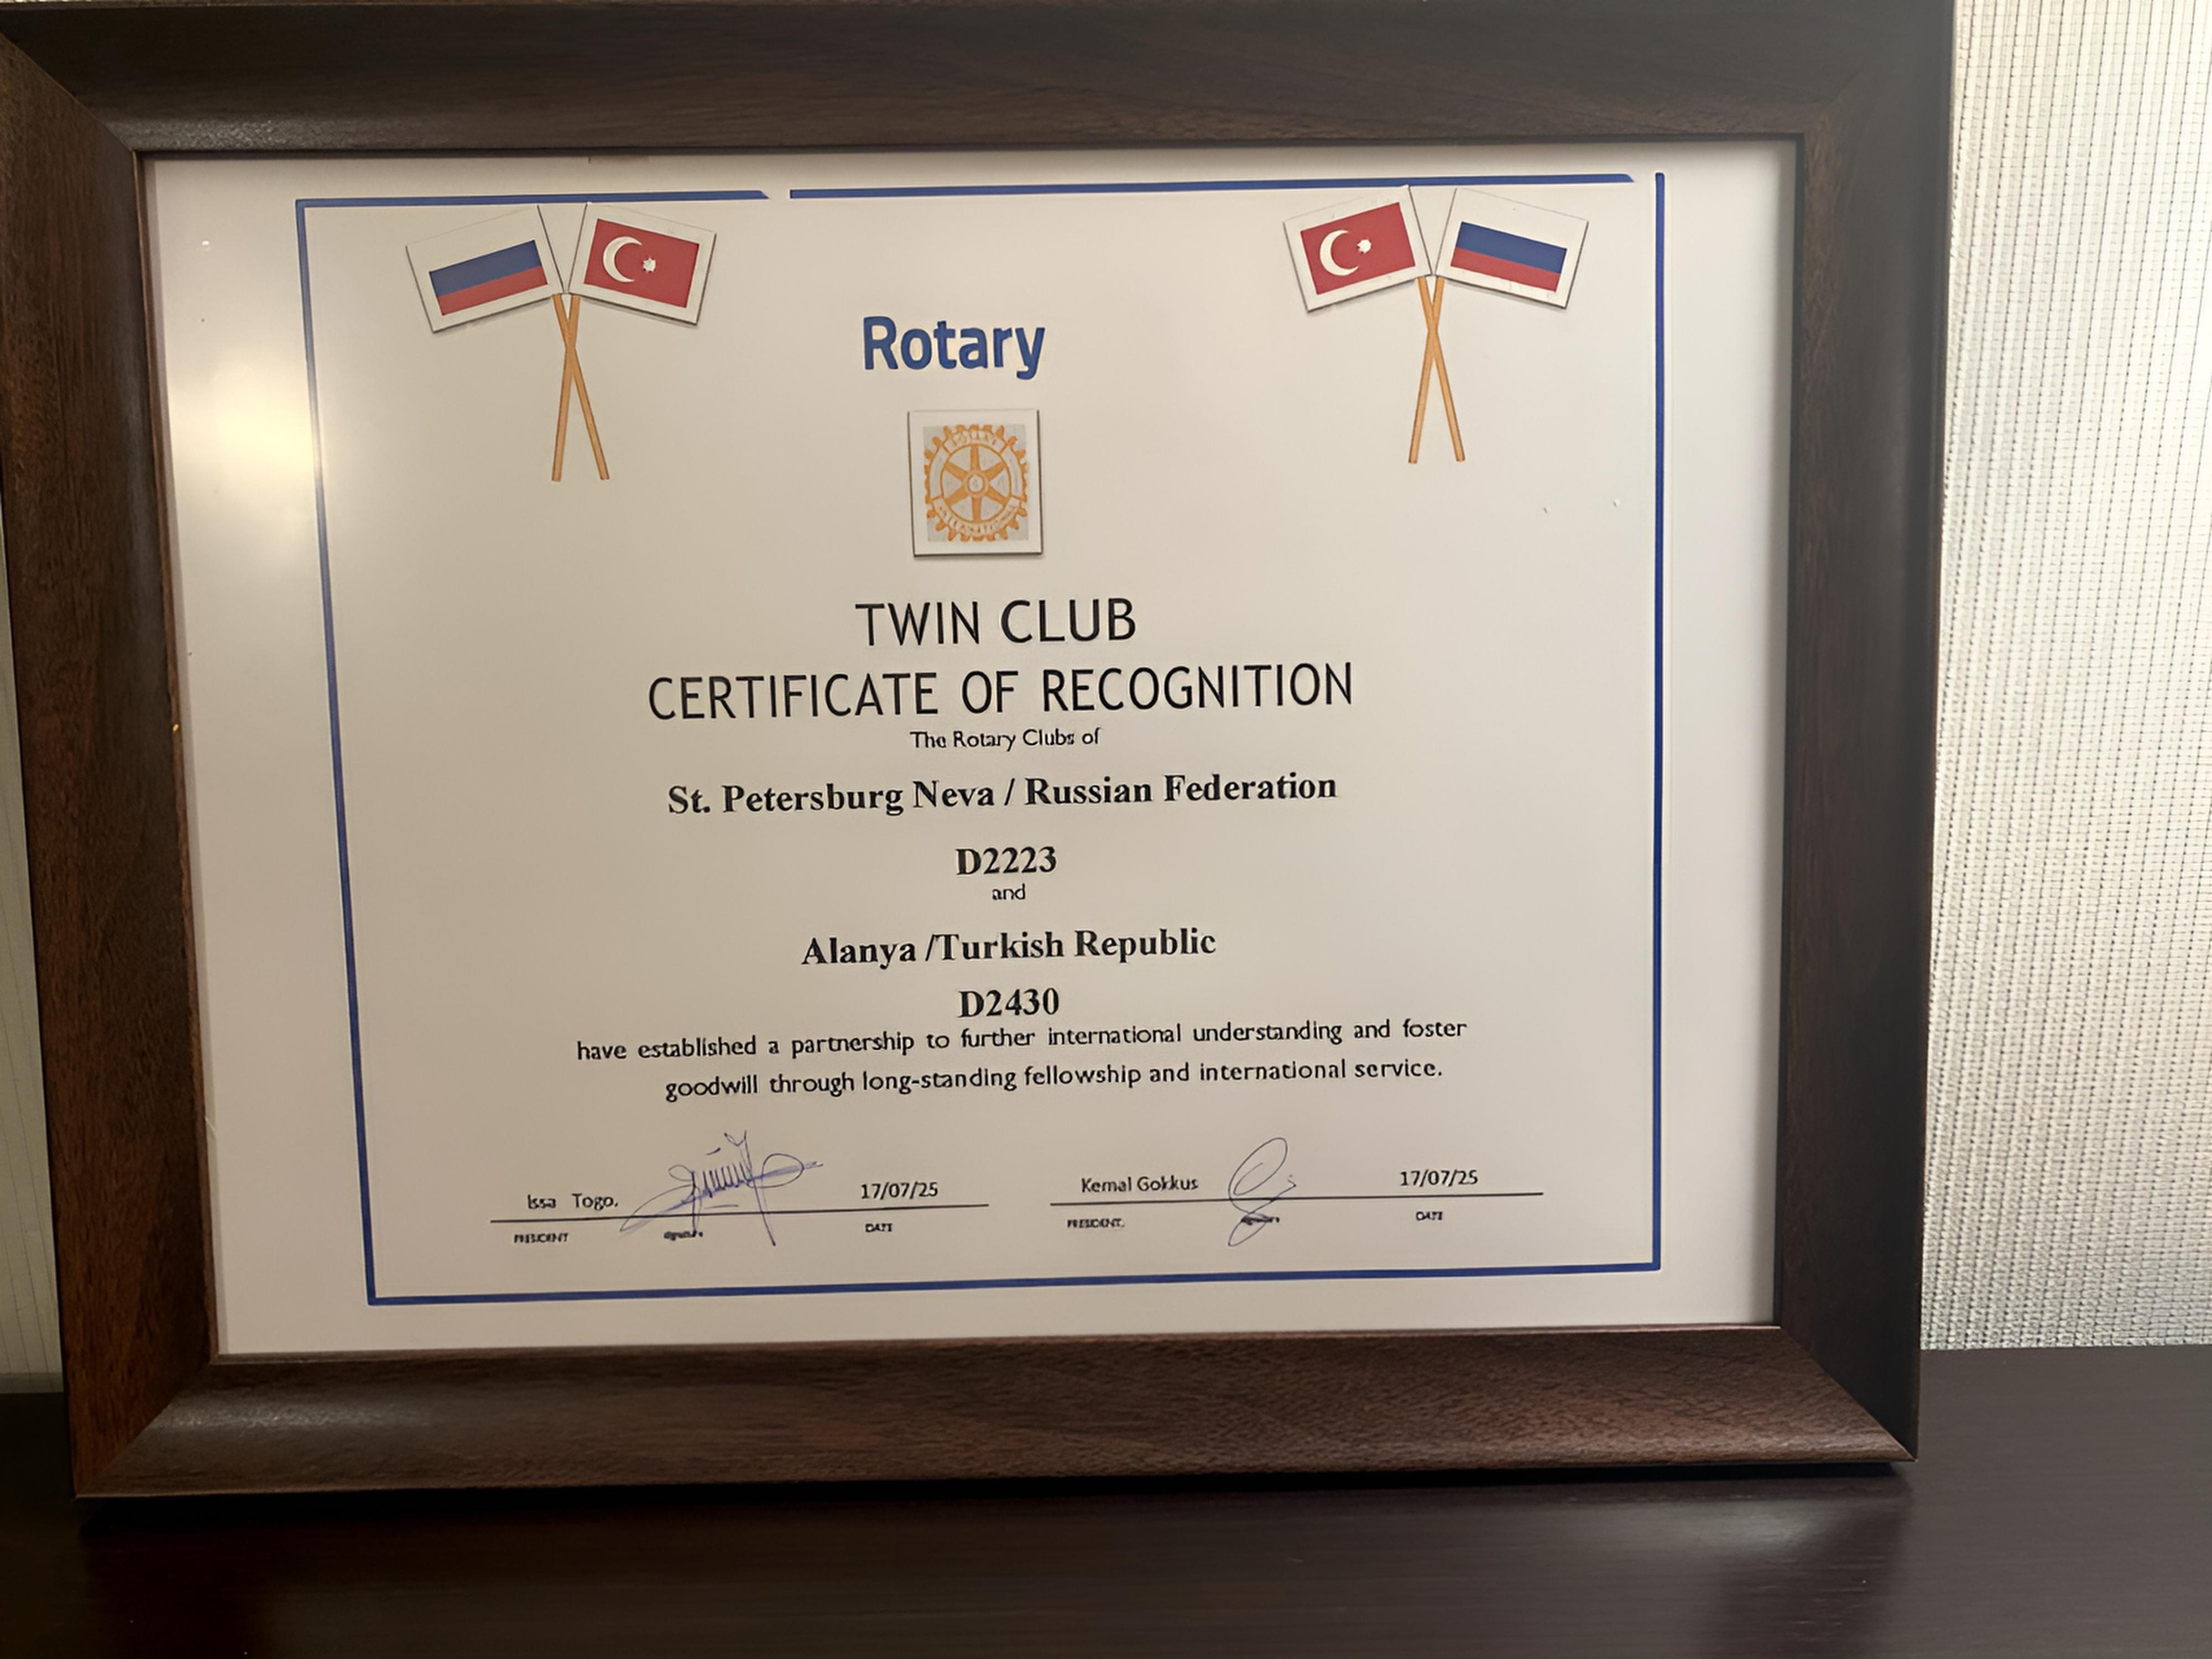 Rotary
TWIN CLUB
CERTIFICATE OF RECOGNITION
The Rotary Clubs of
St. Petersburg Neva / Russian Federation
D2223
and
Alanya /Turkish Republic
D2430
have established a partnership to further international understanding and foster
goodwill through long-standing fellowship and international service.
Issa Togo. 17/07/25 Kemal Gokkus 17/07/25
PRESIDENT DATE PRESIDENT. DATE